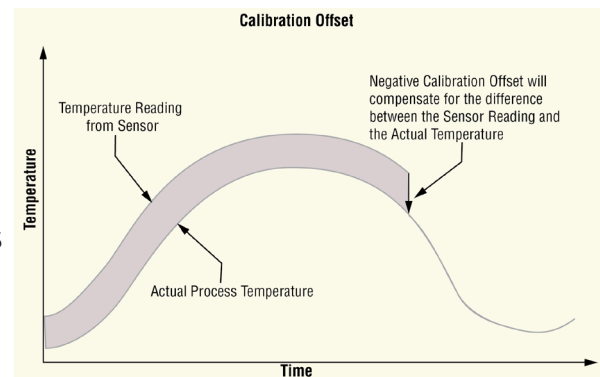 Calibration Offset
Temperature Reading
from Sensor
Negative Calibration Offset will
compensate for the difference
between the Sensor Reading and
the Actual Temperature
Temperature
Actual Process Temperature
Time